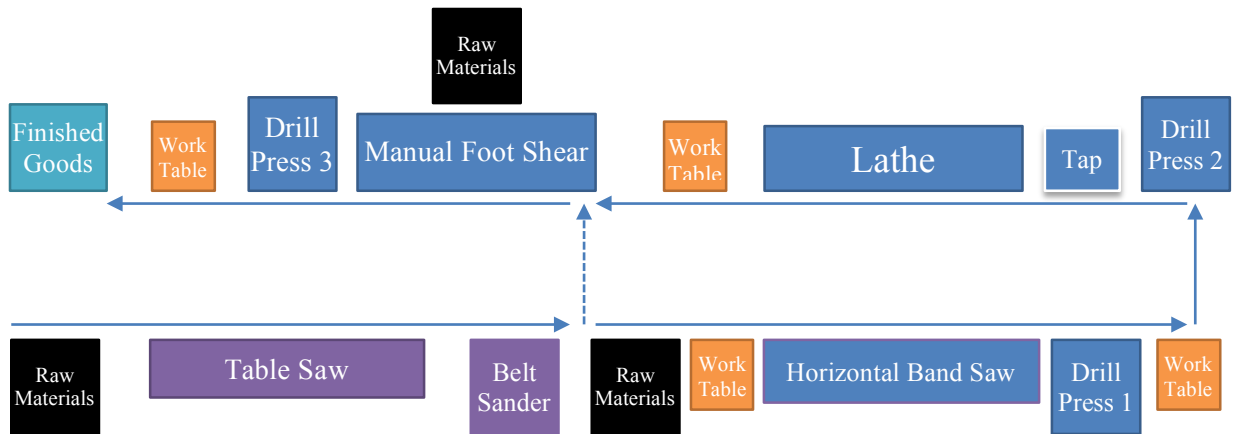 Raw
Materials
Finished
Goods
Work
Table
Drill
Press 3
Manual Foot Shear
Work
Table
Lathe
Tap
Drill
Press 2
Raw
Materials
Table Saw
Belt
Sander
Raw
Materials
Work
Table
Horizontal Band Saw
Drill
Press 1
Work
Table